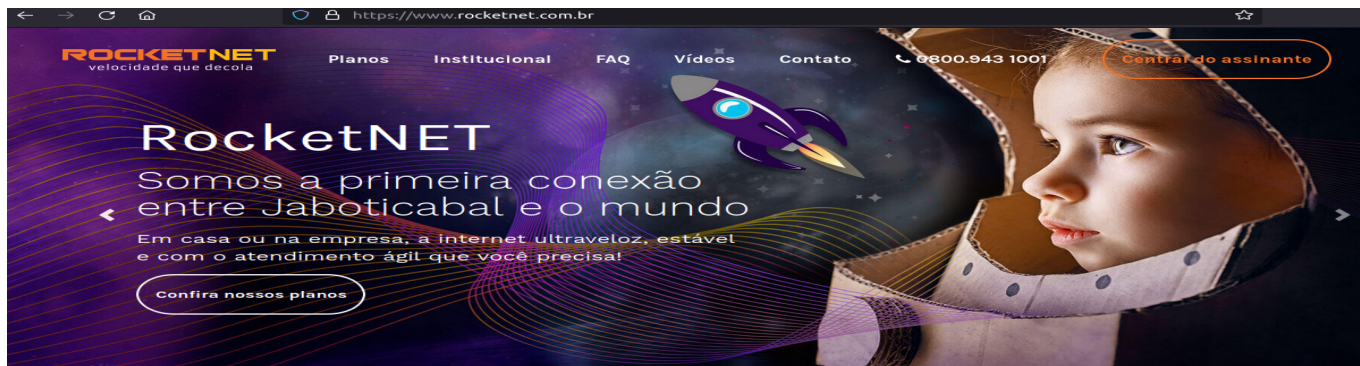 https://www.rocketnet.com.br
ROCKETNET
velocidade que decola
Planos Institucional FAQ Vídeos Contato 0800.943 1001 Central do assinante
RocketNET
Somos a primeira conexão
entre Jaboticabal e o mundo
Em casa ou na empresa, a internet ultraveloz, estável
e com o atendimento ágil que você precisa!
Confira nossos planos